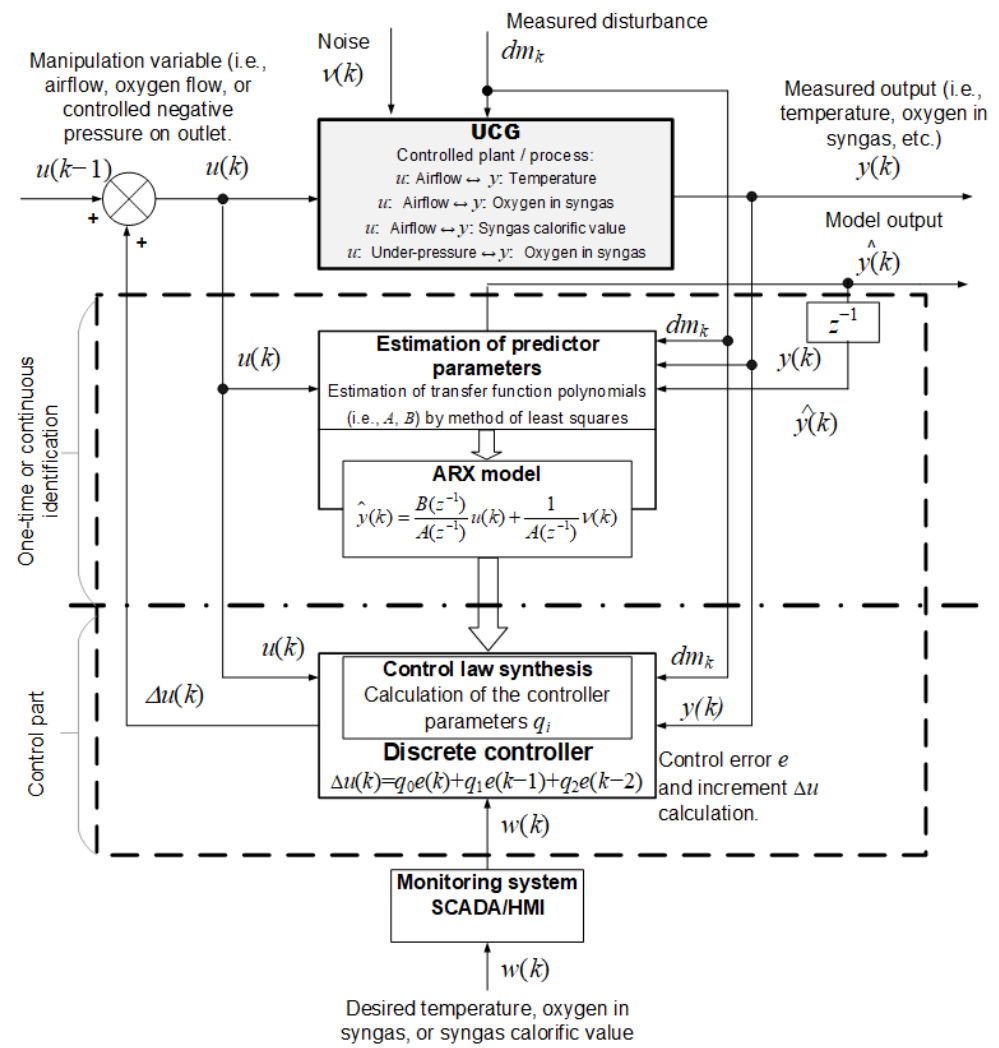 Measured disturbance
dm_k
Noise
ν(k)
Manipulation variable (i.e.,
airflow, oxygen flow, or
controlled negative
pressure on outlet.
Measured output (i.e.,
temperature, oxygen in
syngas, etc.)
u(k−1)
u(k)
y(k)
+
+
UCG
Controlled plant / process:
u: Airflow ↔ y: Temperature
u: Airflow ↔ y: Oxygen in syngas
u: Airflow ↔ y: Syngas calorific value
u: Under-pressure ↔ y: Oxygen in syngas
Model output
ŷ(k)
z⁻¹
One-time or continuous
identification
u(k)
dm_k
y(k)
ŷ(k)
Estimation of predictor
parameters
Estimation of transfer function polynomials
(i.e., A, B) by method of least squares
ARX model
ŷ(k) = B(z⁻¹)/A(z⁻¹) u(k) + 1/A(z⁻¹) ν(k)
Control part
u(k)
Δu(k)
dm_k
y(k)
Control law synthesis
Calculation of the controller
parameters q_i
Discrete controller
Δu(k)=q₀e(k)+q₁e(k−1)+q₂e(k−2)
Control error e
and increment Δu
calculation.
w(k)
Monitoring system
SCADA/HMI
w(k)
Desired temperature, oxygen in
syngas, or syngas calorific value